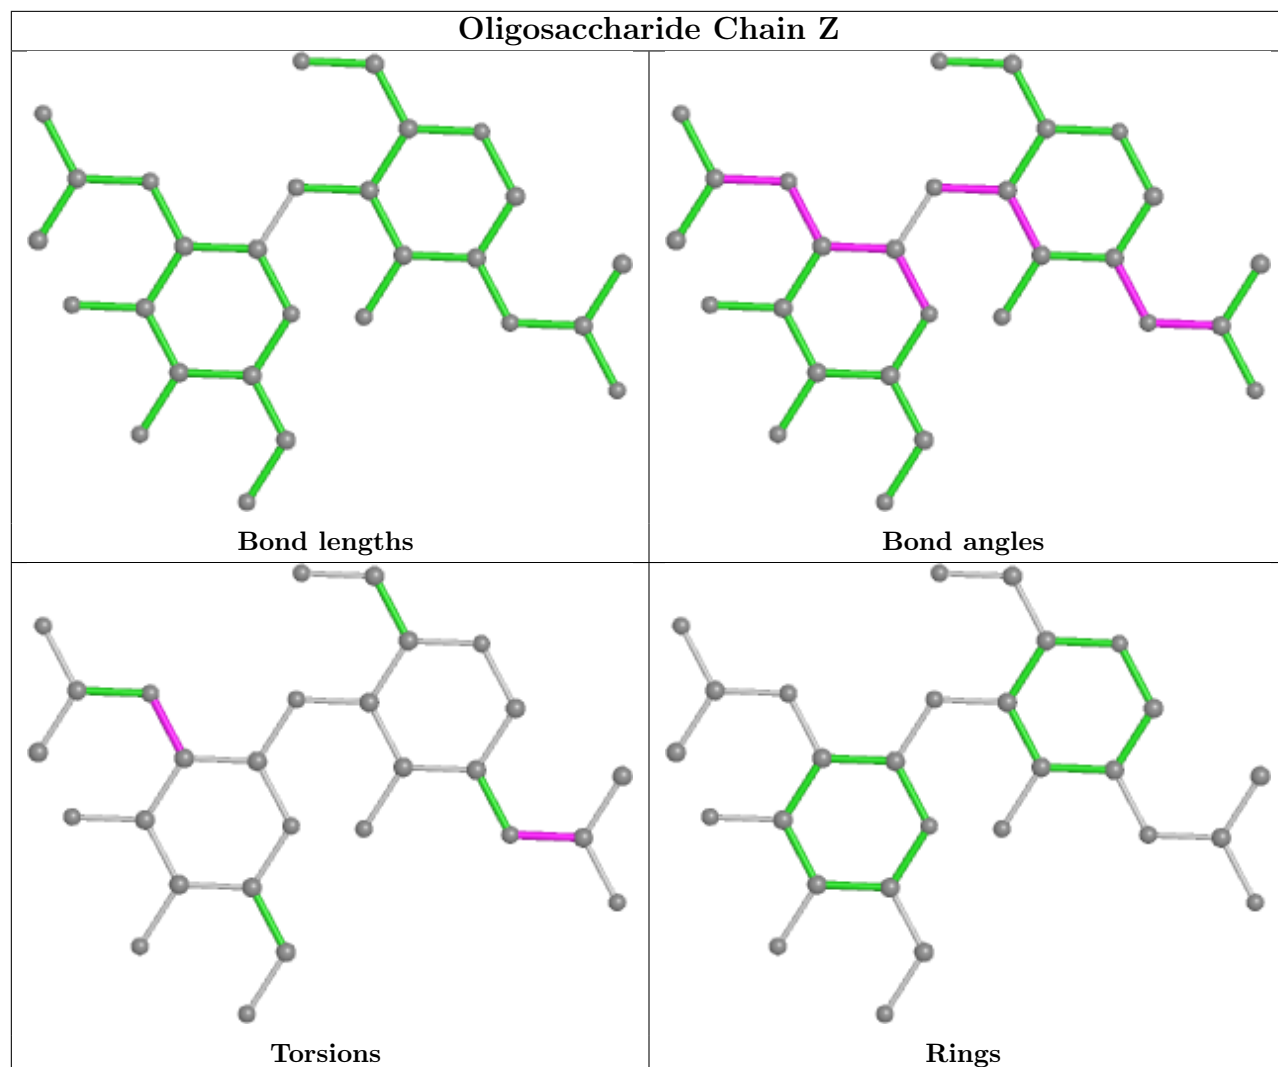 Oligosaccharide Chain Z
Bond lengths
Bond angles
Torsions
Rings